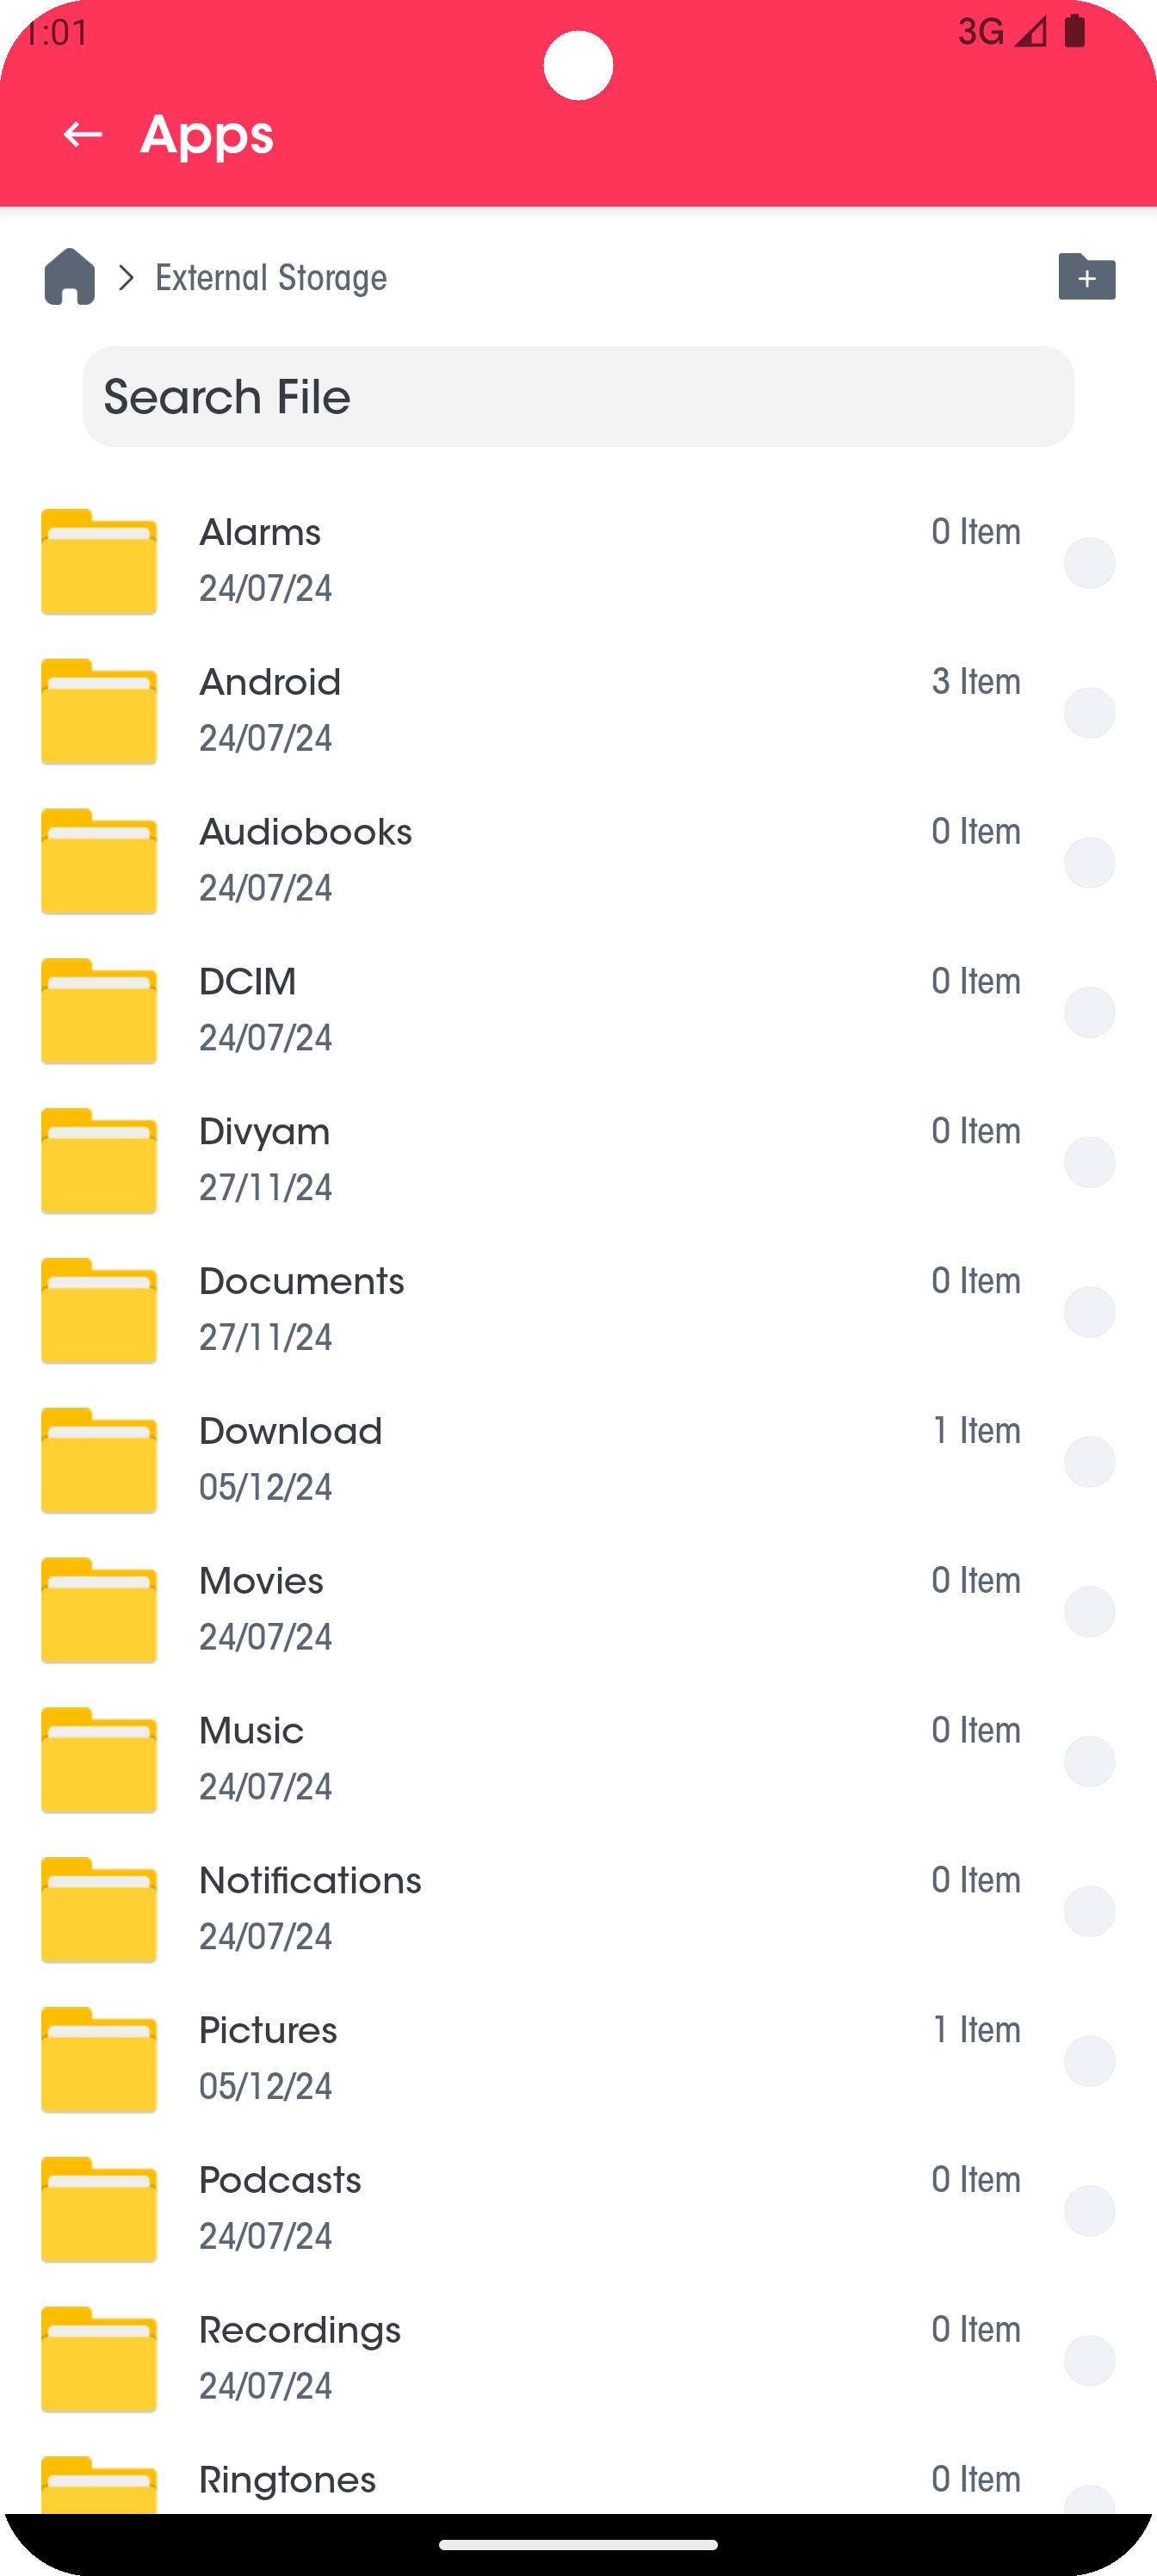 1:01
3G
Apps
External Storage
Search File
Alarms
0 Item
24/07/24
Android
3 Item
24/07/24
Audiobooks
0 Item
24/07/24
DCIM
0 Item
24/07/24
Divyam
0 Item
27/11/24
Documents
0 Item
27/11/24
Download
1 Item
05/12/24
Movies
0 Item
24/07/24
Music
0 Item
24/07/24
Notifications
0 Item
24/07/24
Pictures
1 Item
05/12/24
Podcasts
0 Item
24/07/24
Recordings
0 Item
24/07/24
Ringtones
0 Item